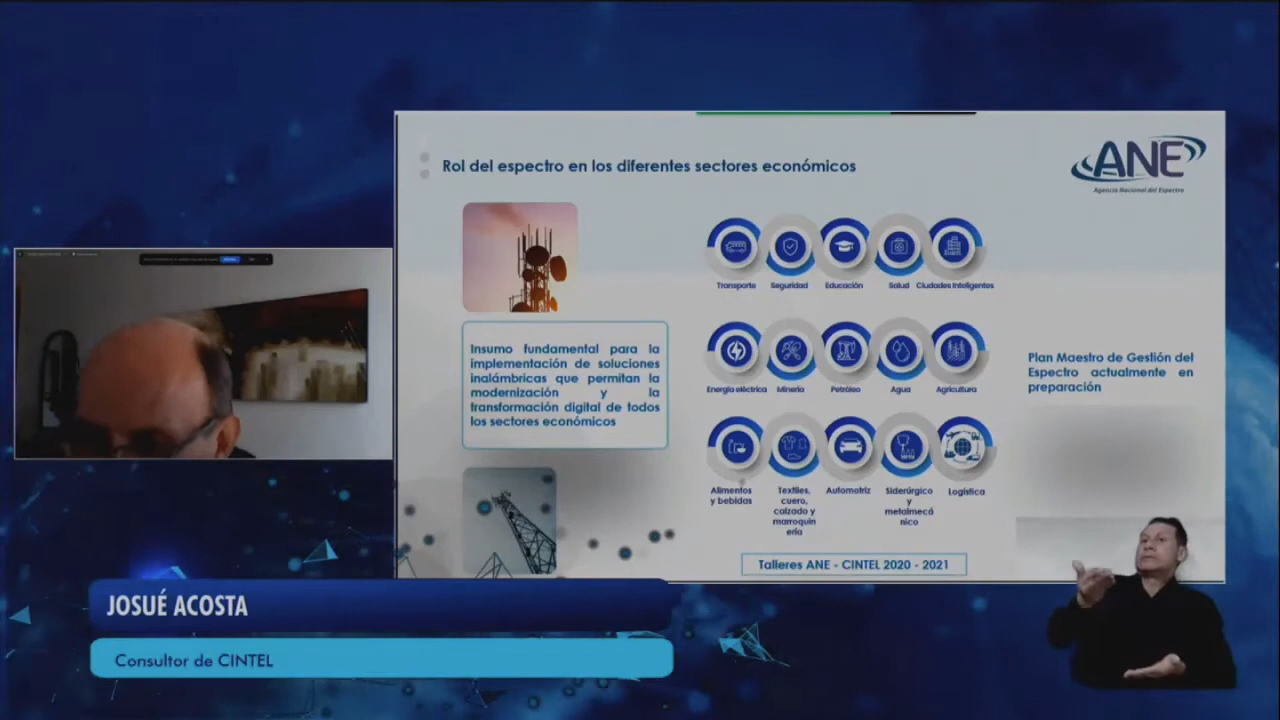 Rol del espectro en los diferentes sectores económicos
ANE
Agencia Nacional del Espectro
Transporte
Seguridad
Educación
Salud
Ciudades Inteligentes
Insumo fundamental para la
implementación de soluciones
inalámbricas que permitan la
modernización y la
transformación digital de todos
los sectores económicos
Energía eléctrica
Minería
Petróleo
Agua
Agricultura
Plan Maestro de Gestión del
Espectro actualmente en
preparación
Alimentos
y bebidas
Textiles,
cuero,
calzado y
marroquin
ería
Automotriz
Siderúrgico
y
metalmecá
nico
Logística
Talleres ANE - CINTEL 2020 - 2021
JOSUÉ ACOSTA
Consultor de CINTEL